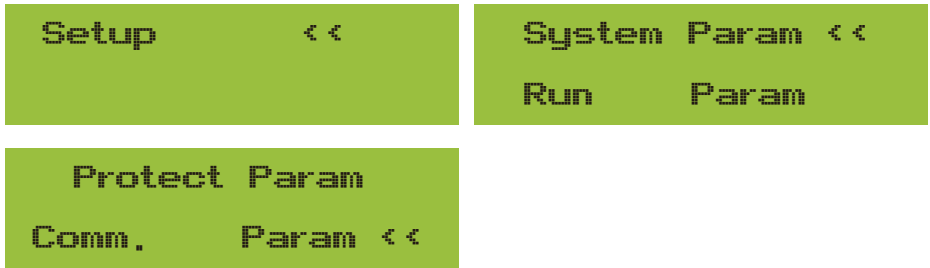 Setup <<
System Param <<
Run Param
Protect Param
Comm. Param <<